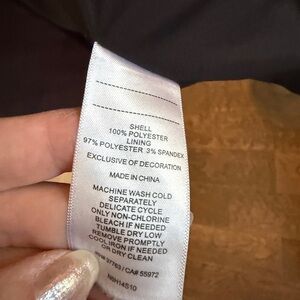 SHELL
100% POLYESTER
LINING
97% POLYESTER 3% SPANDEX
EXCLUSIVE OF DECORATION
MADE IN CHINA
MACHINE WASH COLD
SEPARATELY
DELICATE CYCLE
ONLY NON-CHLORINE
BLEACH IF NEEDED
TUMBLE DRY LOW
REMOVE PROMPTLY
COOL IRON IF NEEDED
OR DRY CLEAN
37763 / CA# 55972